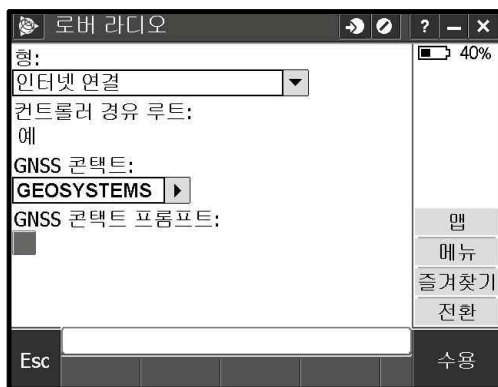 로버 라디오
? — ×
40%
형:
인터넷 연결
컨트롤러 경유 루트:
예
GNSS 콘택트:
GEOSYSTEMS
GNSS 콘택트 프롬프트:
맵
메뉴
즐겨찾기
전환
Esc
수용